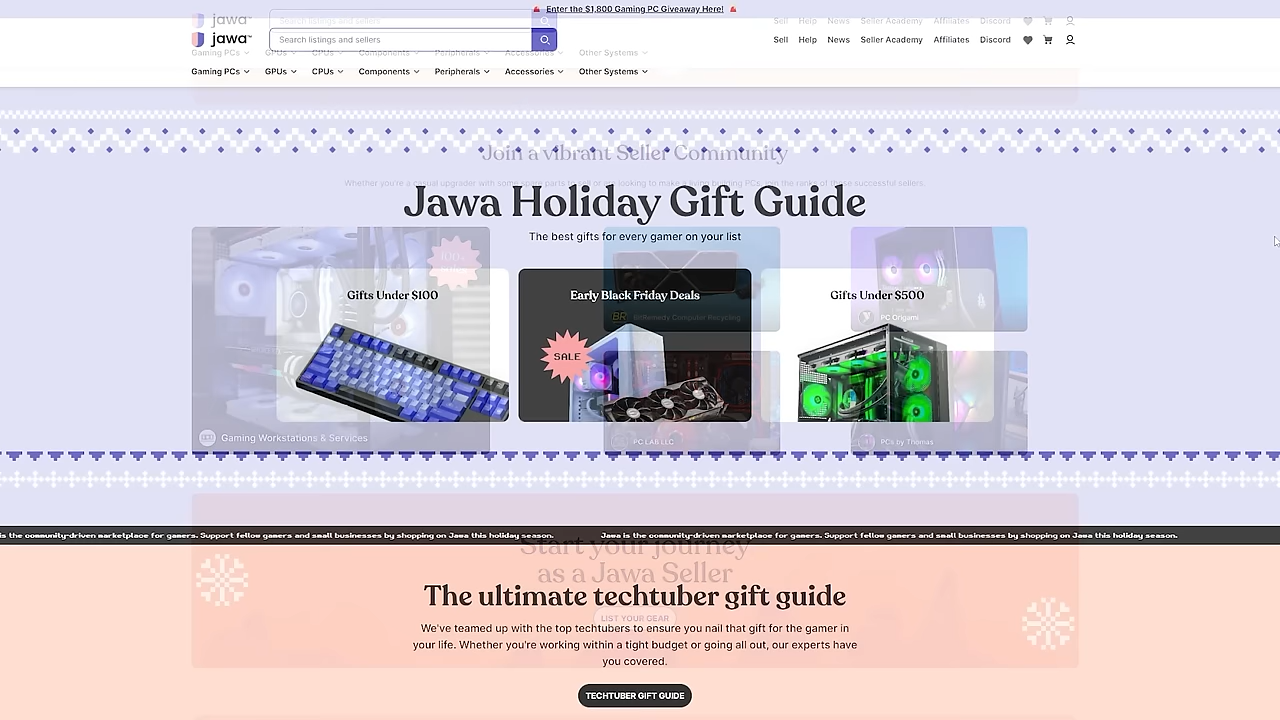 Enter the $1,800 Gaming PC Giveaway Here!
jawa™
Search listings and sellers
Sell Help News Seller Academy Affiliates Discord
jawa™
Search listings and sellers
Sell Help News Seller Academy Affiliates Discord
Gaming PCs GPUs CPUs Components Peripherals Accessories Other Systems
Gaming PCs GPUs CPUs Components Peripherals Accessories Other Systems
Join a vibrant Seller Community
Whether you're a casual upgrader with some spare parts to sell or are looking to make a living building PCs, join the ranks of these successful sellers.
Jawa Holiday Gift Guide
The best gifts for every gamer on your list
Gifts Under $100
Early Black Friday Deals
Gifts Under $500
BR
BitRemedy Computer Recycling
PC Origami
SALE
Gaming Workstations & Services
PC LAB LLC
PCs by Thomas
is the community-driven marketplace for gamers. Support fellow gamers and small businesses by shopping on Jawa this holiday season.
Jawa is the community-driven marketplace for gamers. Support fellow gamers and small businesses by shopping on Jawa this holiday season.
Start your journey
as a Jawa Seller
The ultimate techtuber gift guide
LIST YOUR GEAR
We've teamed up with the top techtubers to ensure you nail that gift for the gamer in
your life. Whether you're working within a tight budget or going all out, our experts have
you covered.
TECHTUBER GIFT GUIDE